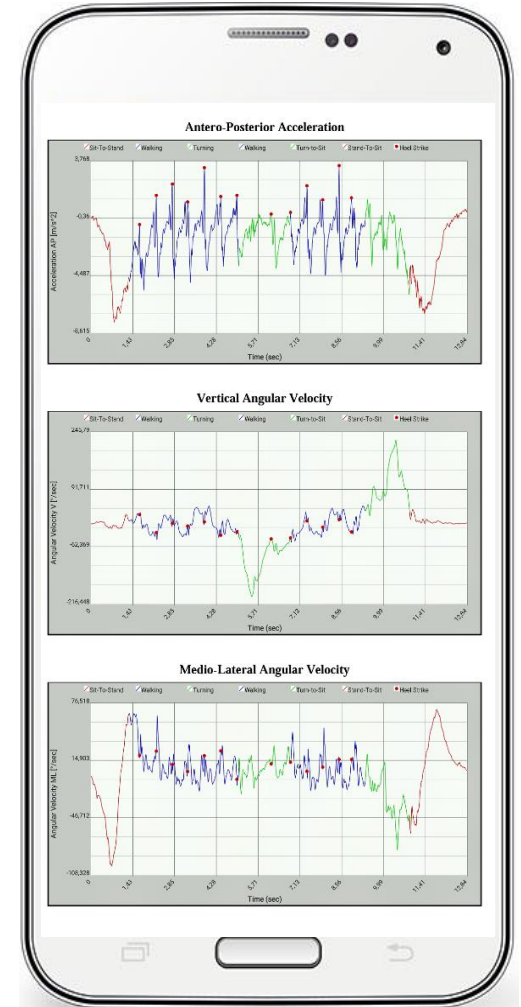 Antero-Posterior Acceleration
Sit-To-Stand Walking Turning Walking Turn-to-Sit Stand-To-Sit Heel Strike
3,768
-0,36
-4,487
-8,615
Acceleration AP [m/s^2]
0 1,43 2,85 4,28 5,71 7,13 8,56 9,99 11,41 12,84
Time (sec)
Vertical Angular Velocity
Sit-To-Stand Walking Turning Walking Turn-to-Sit Stand-To-Sit Heel Strike
245,79
91,711
-62,369
-216,448
Angular Velocity V [°/sec]
0 1,43 2,85 4,28 5,71 7,13 8,56 9,99 11,41 12,84
Time (sec)
Medio-Lateral Angular Velocity
Sit-To-Stand Walking Turning Walking Turn-to-Sit Stand-To-Sit Heel Strike
76,518
14,903
-46,712
-108,328
Angular Velocity ML [°/sec]
0 1,43 2,85 4,28 5,71 7,13 8,56 9,99 11,41 12,84
Time (sec)